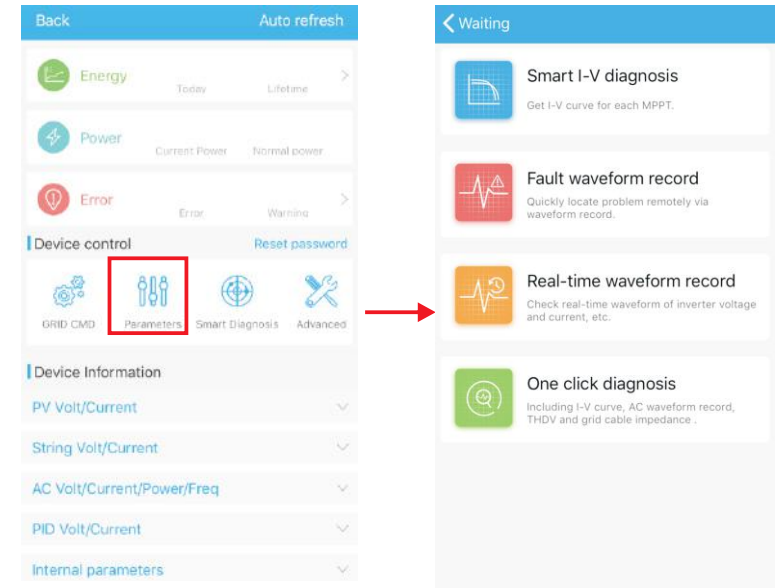 Back Auto refresh
Energy
Today Lifetime
Power
Current Power Normal power
Error
Error Warning
Device control Reset password
GRID CMD Parameters Smart Diagnosis Advanced
Device Information
PV Volt/Current
String Volt/Current
AC Volt/Current/Power/Freq
PID Volt/Current
Internal parameters
Waiting
Smart I-V diagnosis
Get I-V curve for each MPPT.
Fault waveform record
Quickly locate problem remotely via
waveform record.
Real-time waveform record
Check real-time waveform of inverter voltage
and current, etc.
One click diagnosis
Including I-V curve, AC waveform record,
THDV and grid cable impedance .